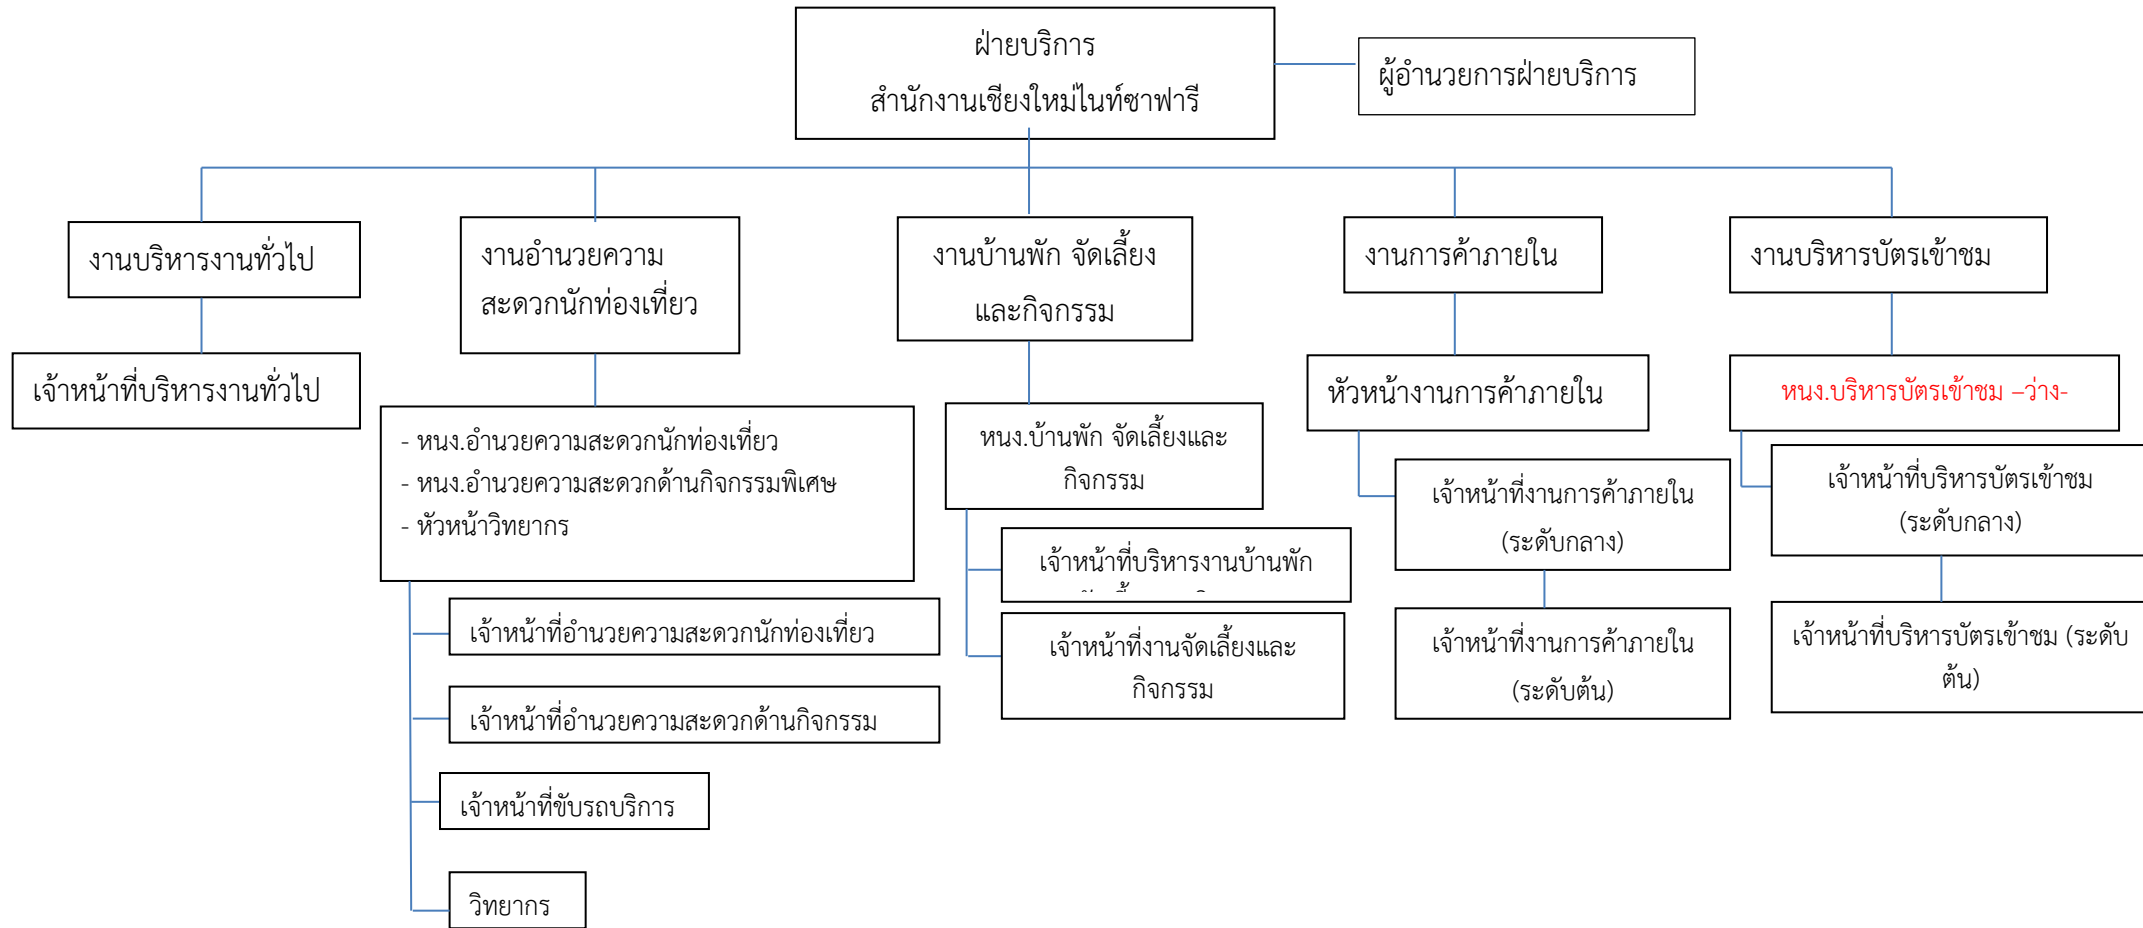 ฝ่ายบริการ
สำนักงานเชียงใหม่ไนท์ซาฟารี
ผู้อำนวยการฝ่ายบริการ
งานบริหารงานทั่วไป
เจ้าหน้าที่บริหารงานทั่วไป
งานอำนวยความ
สะดวกนักท่องเที่ยว
- หนง.อำนวยความสะดวกนักท่องเที่ยว
- หนง.อำนวยความสะดวกด้านกิจกรรมพิเศษ
- หัวหน้าวิทยากร
เจ้าหน้าที่อำนวยความสะดวกนักท่องเที่ยว
เจ้าหน้าที่อำนวยความสะดวกด้านกิจกรรม
เจ้าหน้าที่ขับรถบริการ
วิทยากร
งานบ้านพัก จัดเลี้ยง
และกิจกรรม
หนง.บ้านพัก จัดเลี้ยงและ
กิจกรรม
เจ้าหน้าที่บริหารงานบ้านพัก
เจ้าหน้าที่งานจัดเลี้ยงและ
กิจกรรม
งานการค้าภายใน
หัวหน้างานการค้าภายใน
เจ้าหน้าที่งานการค้าภายใน
(ระดับกลาง)
เจ้าหน้าที่งานการค้าภายใน
(ระดับต้น)
งานบริหารบัตรเข้าชม
หนง.บริหารบัตรเข้าชม –ว่าง-
เจ้าหน้าที่บริหารบัตรเข้าชม
(ระดับกลาง)
เจ้าหน้าที่บริหารบัตรเข้าชม (ระดับ
ต้น)